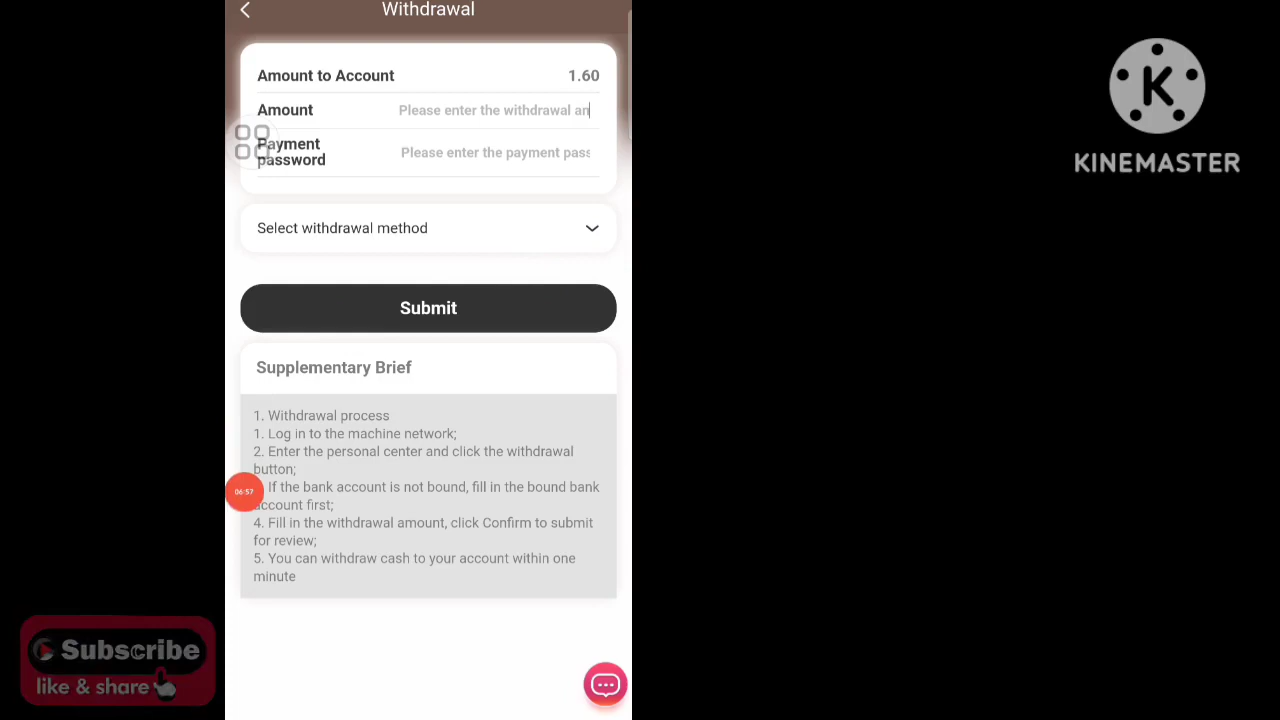 Withdrawal
Amount to Account 1.60
Amount Please enter the withdrawal an
Payment
password Please enter the payment pass
Select withdrawal method
Submit
Supplementary Brief
1. Withdrawal process
1. Log in to the machine network;
2. Enter the personal center and click the withdrawal
button;
If the bank account is not bound, fill in the bound bank
account first;
4. Fill in the withdrawal amount, click Confirm to submit
for review;
5. You can withdraw cash to your account within one
minute
06:57
K
KINEMASTER
Subscribe
like & share